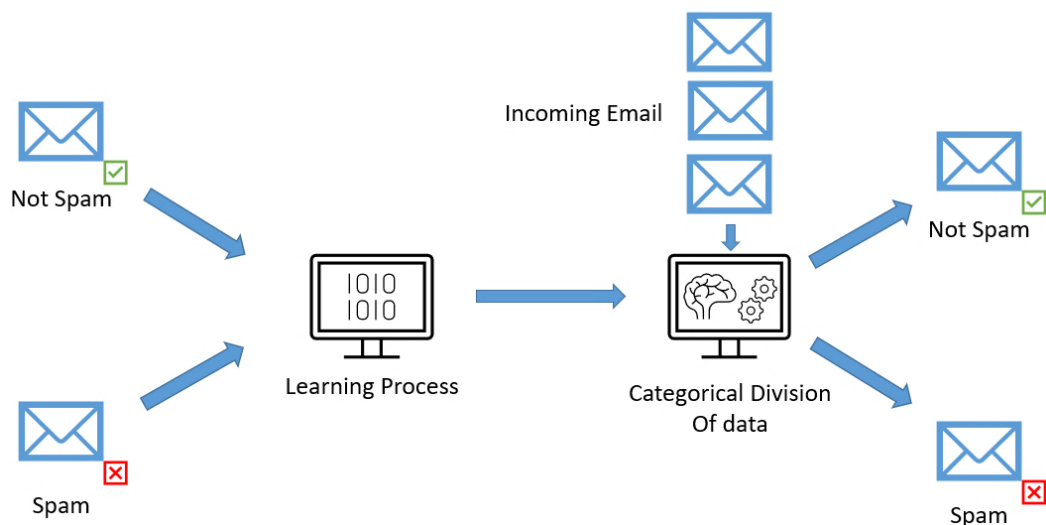 Incoming Email
Not Spam
1010
1010
Learning Process
Categorical Division
Of data
Not Spam
Spam
Spam